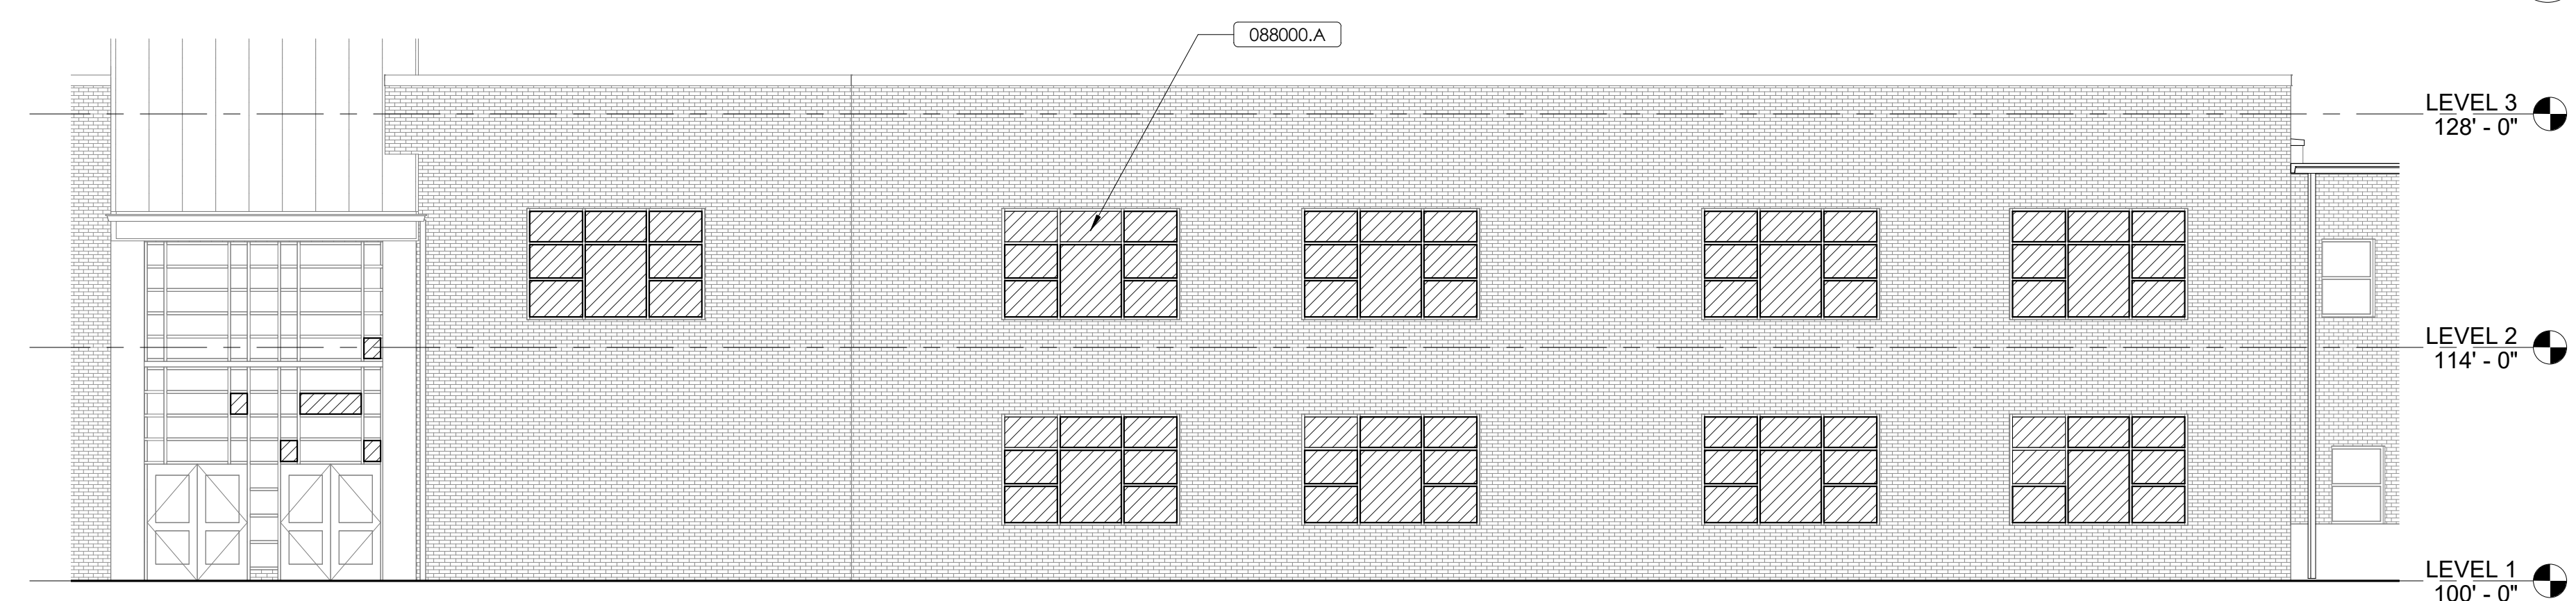 088000.A
LEVEL 3
128' - 0"
LEVEL 2
114' - 0"
LEVEL 1
100' - 0"